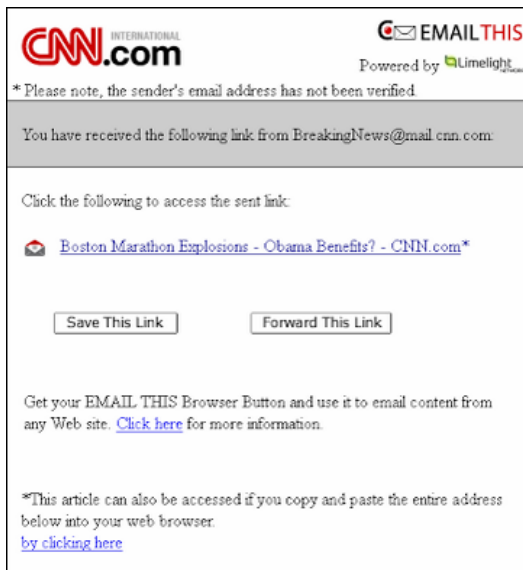 INTERNATIONAL
CNN.com
EMAIL THIS
Powered by Limelight
* Please note, the sender's email address has not been verified.
You have received the following link from BreakingNews@mail.cnn.com:
Click the following to access the sent link:
Boston Marathon Explosions - Obama Benefits? - CNN.com*
Save This Link
Forward This Link
Get your EMAIL THIS Browser Button and use it to email content from
any Web site. Click here for more information.
*This article can also be accessed if you copy and paste the entire address
below into your web browser.
by clicking here